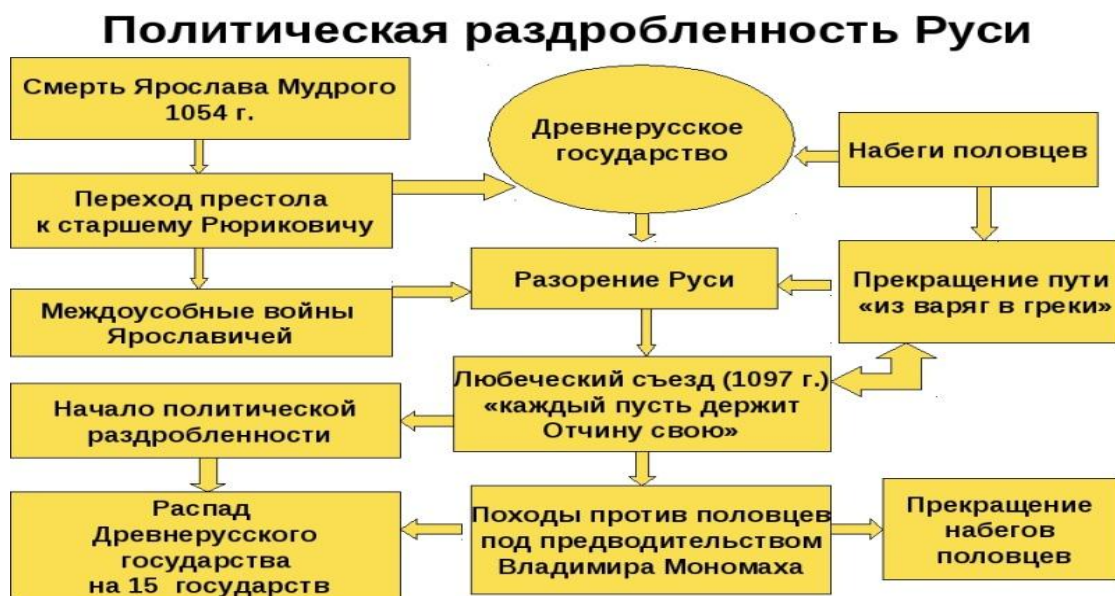 Политическая раздробленность Руси
Смерть Ярослава Мудрого
1054 г.
Древнерусское
государство
Набеги половцев
Переход престола
к старшему Рюриковичу
Разорение Руси
Прекращение пути
«из варяг в греки»
Междоусобные войны
Ярославичей
Любеческий съезд (1097 г.)
«каждый пусть держит
Отчину свою»
Начало политической
раздробленности
Распад
Древнерусского
государства
на 15 государств
Походы против половцев
под предводительством
Владимира Мономаха
Прекращение
набегов
половцев